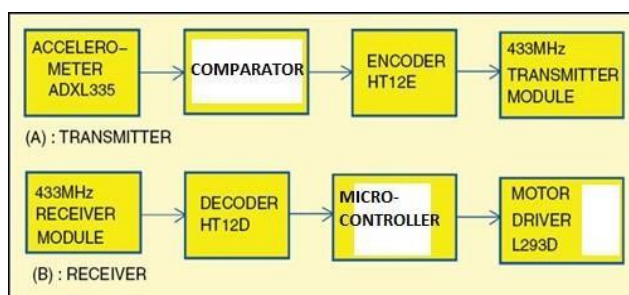 ACCELERO-
METER
ADXL335
COMPARATOR
ENCODER
HT12E
433MHz
TRANSMITTER
MODULE
(A) : TRANSMITTER
433MHz
RECEIVER
MODULE
DECODER
HT12D
MICRO-
CONTROLLER
MOTOR
DRIVER
L293D
(B) : RECEIVER